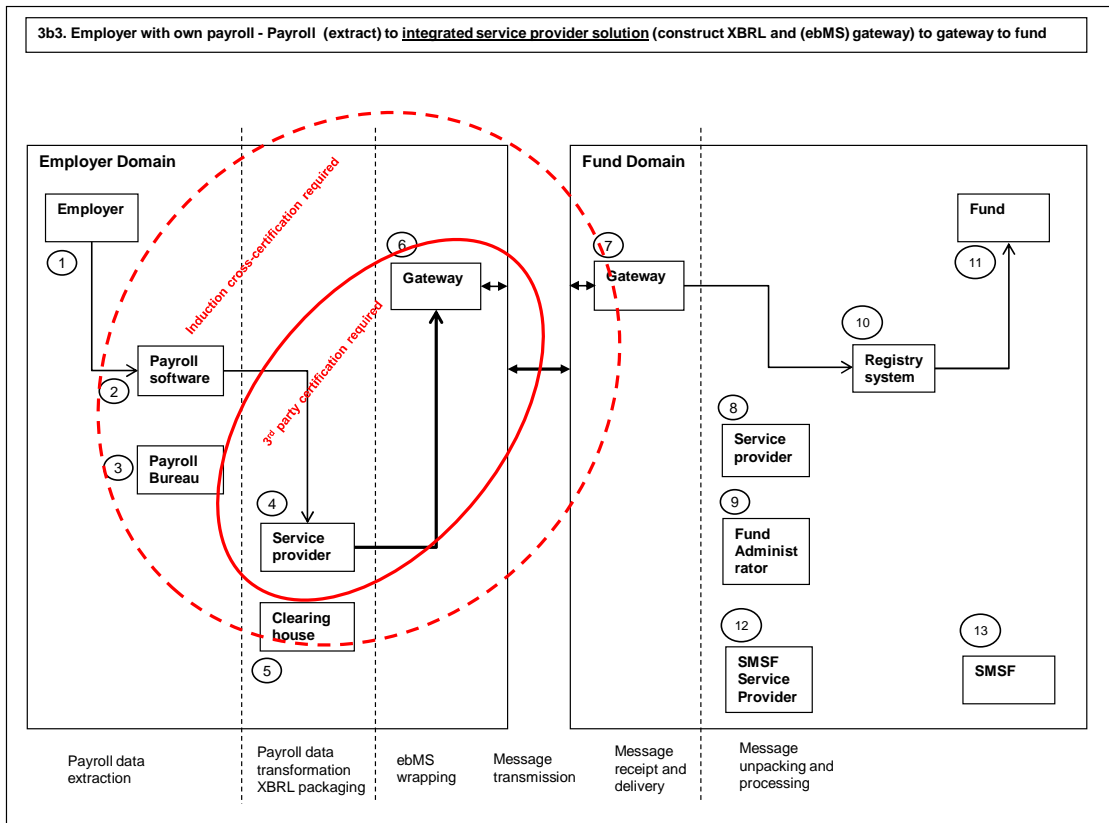 3b3. Employer with own payroll - Payroll  (extract) to integrated service provider solution (construct XBRL and (ebMS) gateway) to gateway to fund
Employer Domain
Fund Domain
Employer
1
Induction cross-certification required
3rd party certification required
6
Gateway
7
Gateway
Fund
11
10
Registry
system
2
Payroll
software
3
Payroll
Bureau
4
Service
provider
Clearing
house
5
8
Service
provider
9
Fund
Administ
rator
12
SMSF
Service
Provider
13
SMSF
Payroll data
extraction
Payroll data
transformation
XBRL packaging
ebMS
wrapping
Message
transmission
Message
receipt and
delivery
Message
unpacking and
processing